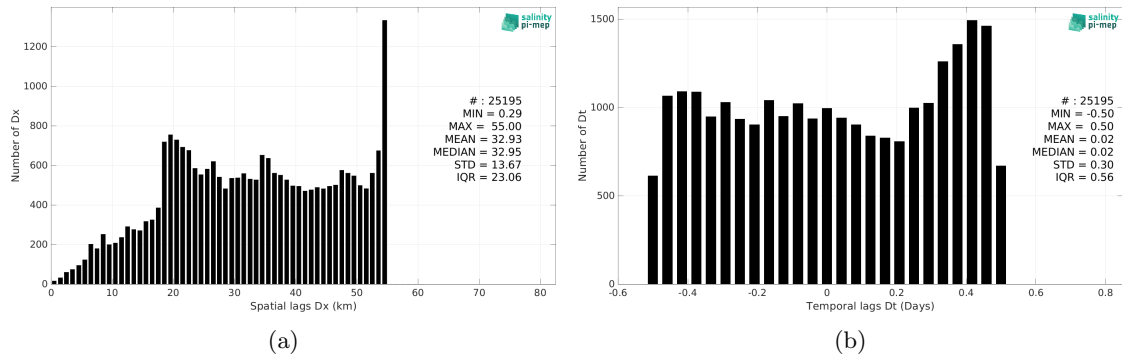 salinity
pi-mep
1200
1000
800
600
400
200
0
Number of Dx
# : 25195
MIN = 0.29
MAX = 55.00
MEAN = 32.93
MEDIAN = 32.95
STD = 13.67
IQR = 23.06
0 10 20 30 40 50 60 70 80
Spatial lags Dx (km)
(a)
salinity
pi-mep
1500
1000
500
0
Number of Dt
# : 25195
MIN = -0.50
MAX = 0.50
MEAN = 0.02
MEDIAN = 0.02
STD = 0.30
IQR = 0.56
-0.6 -0.4 -0.2 0 0.2 0.4 0.6 0.8
Temporal lags Dt (Days)
(b)